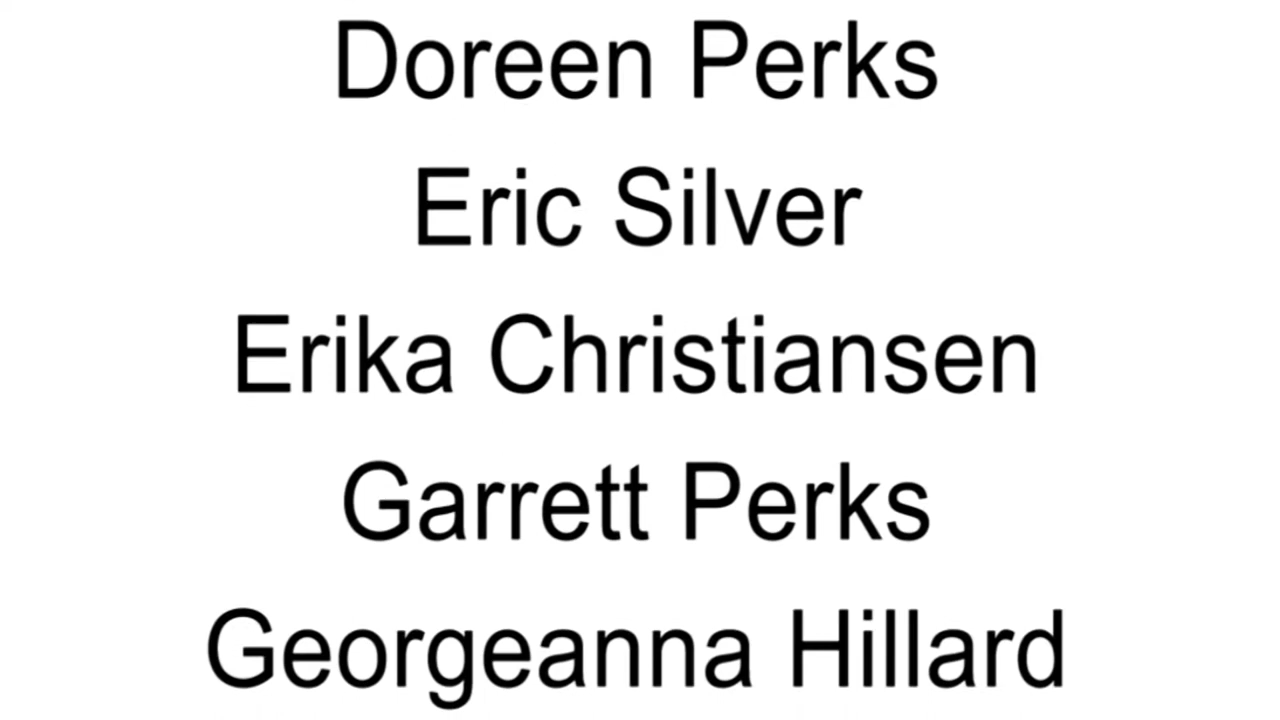 Doreen Perks
Eric Silver
Erika Christiansen
Garrett Perks
Georgeanna Hillard